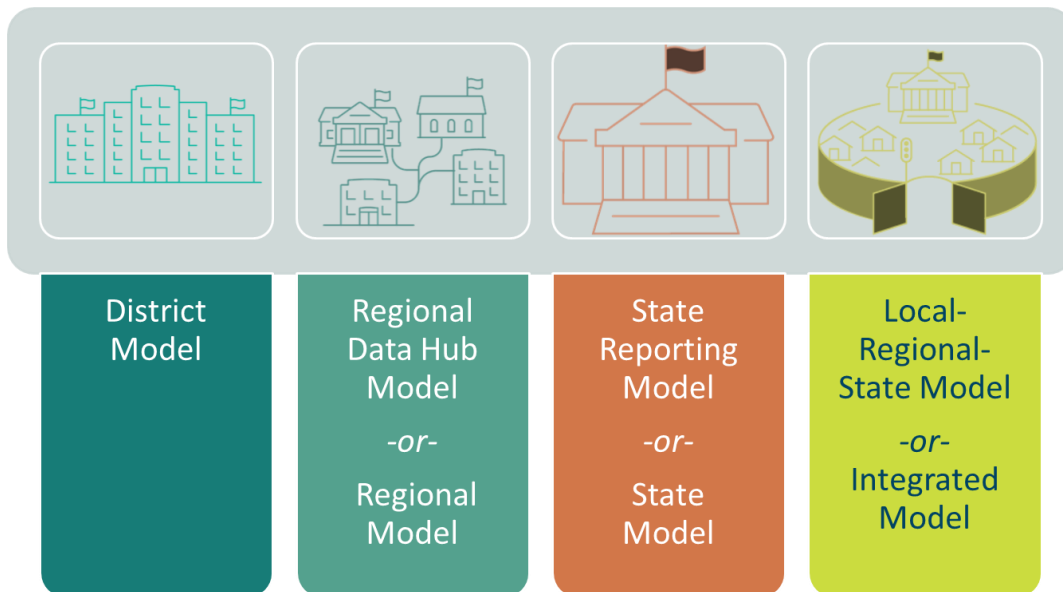 District
Model
Regional
Data Hub
Model
-or-
Regional
Model
State
Reporting
Model
-or-
State
Model
Local-
Regional-
State Model
-or-
Integrated
Model